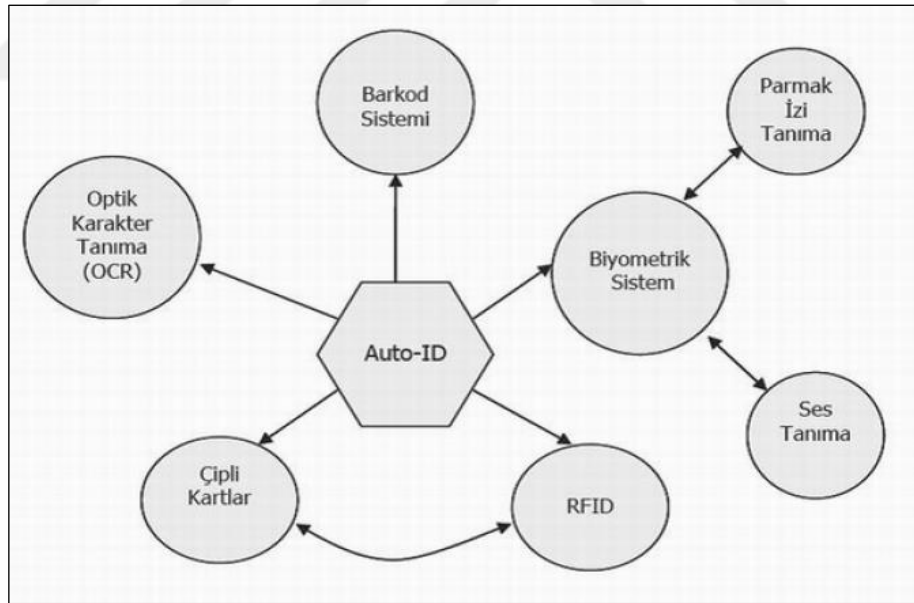 Barkod
Sistemi
Parmak
İzi
Tanıma
Optik
Karakter
Tanıma
(OCR)
Biyometrik
Sistem
Auto-ID
Ses
Tanıma
Çipli
Kartlar
RFID